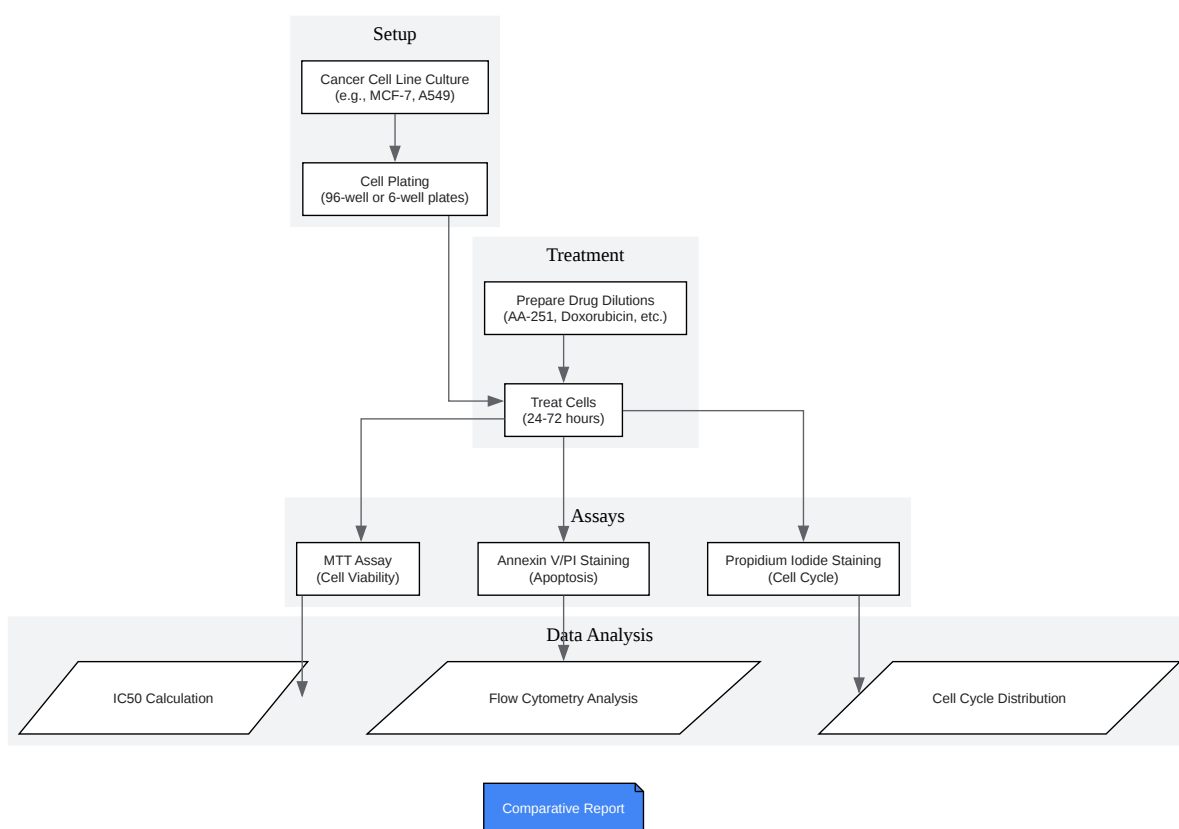 Setup
Cancer Cell Line Culture
(e.g., MCF-7, A549)
Cell Plating
(96-well or 6-well plates)
Treatment
Prepare Drug Dilutions
(AA-251, Doxorubicin, etc.)
Treat Cells
(24-72 hours)
Assays
MTT Assay
(Cell Viability)
Annexin V/PI Staining
(Apoptosis)
Propidium Iodide Staining
(Cell Cycle)
Data Analysis
IC50 Calculation
Flow Cytometry Analysis
Cell Cycle Distribution
Comparative Report